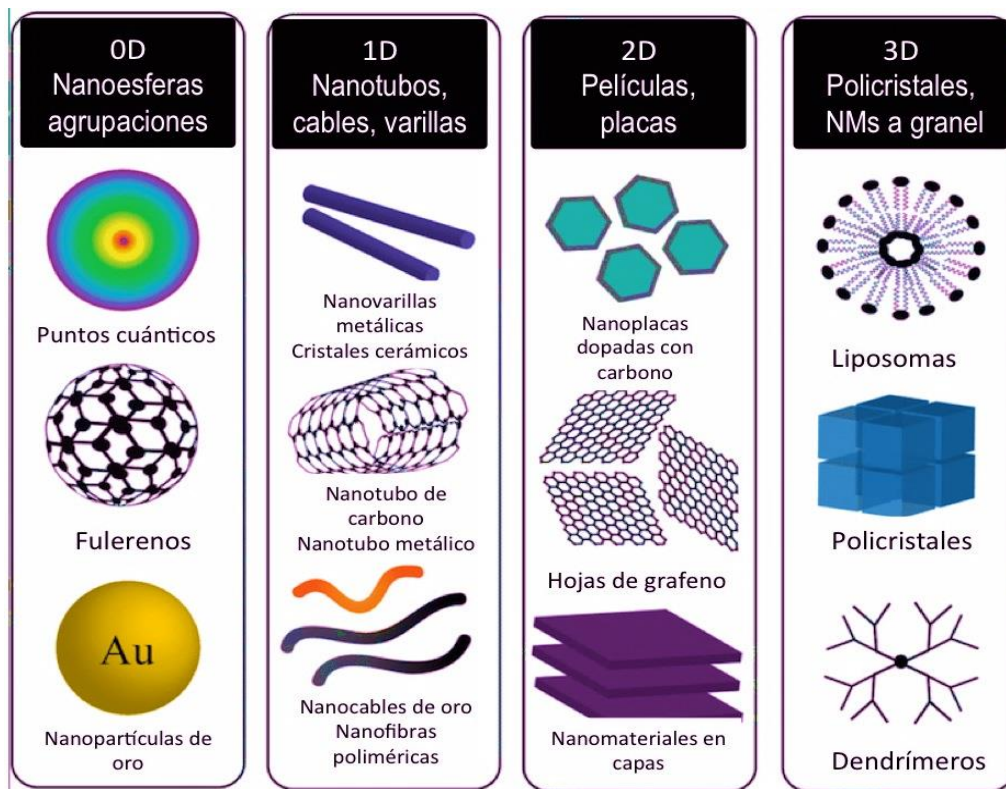 0D
Nanoesferas
agrupaciones
Puntos cuánticos
Fulerenos
Au
Nanopartículas de
oro
1D
Nanotubos,
cables, varillas
Nanovarillas
metálicas
Cristales cerámicos
Nanotubo de
carbono
Nanotubo metálico
Nanocables de oro
Nanofibras
poliméricas
2D
Películas,
placas
Nanoplacas
dopadas con
carbono
Hojas de grafeno
Nanomateriales en
capas
3D
Policristales,
NMs a granel
Liposomas
Policristales
Dendrímeros